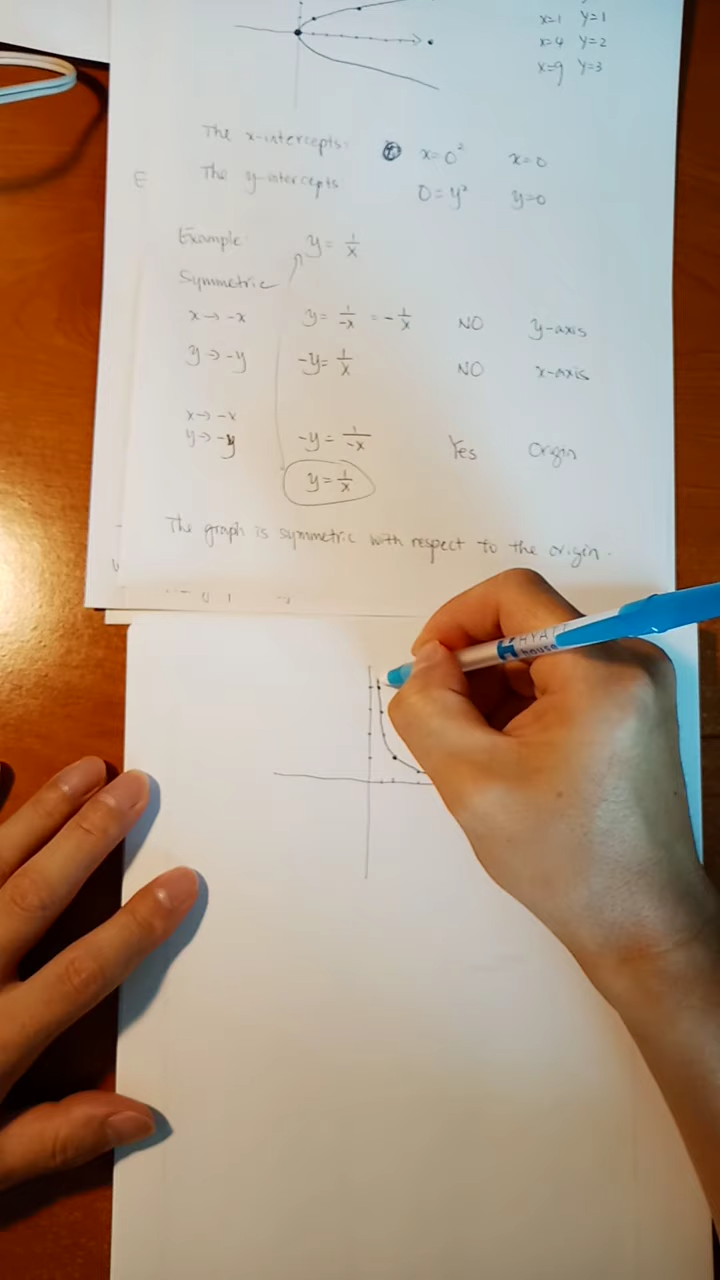 x=1 y=1
x=4 y=2
x=9 y=3
The x-intercepts: x=0² x=0
E The y-intercepts 0=y² y=0
Example: y= 1/x
Symmetric
x→-x y= 1/-x = -1/x NO y-axis
y→-y -y= 1/x NO x-axis
x→-x
y→-y -y= 1/-x Yes Origin
y= 1/x
The graph is symmetric with respect to the origin.
HYATT
house